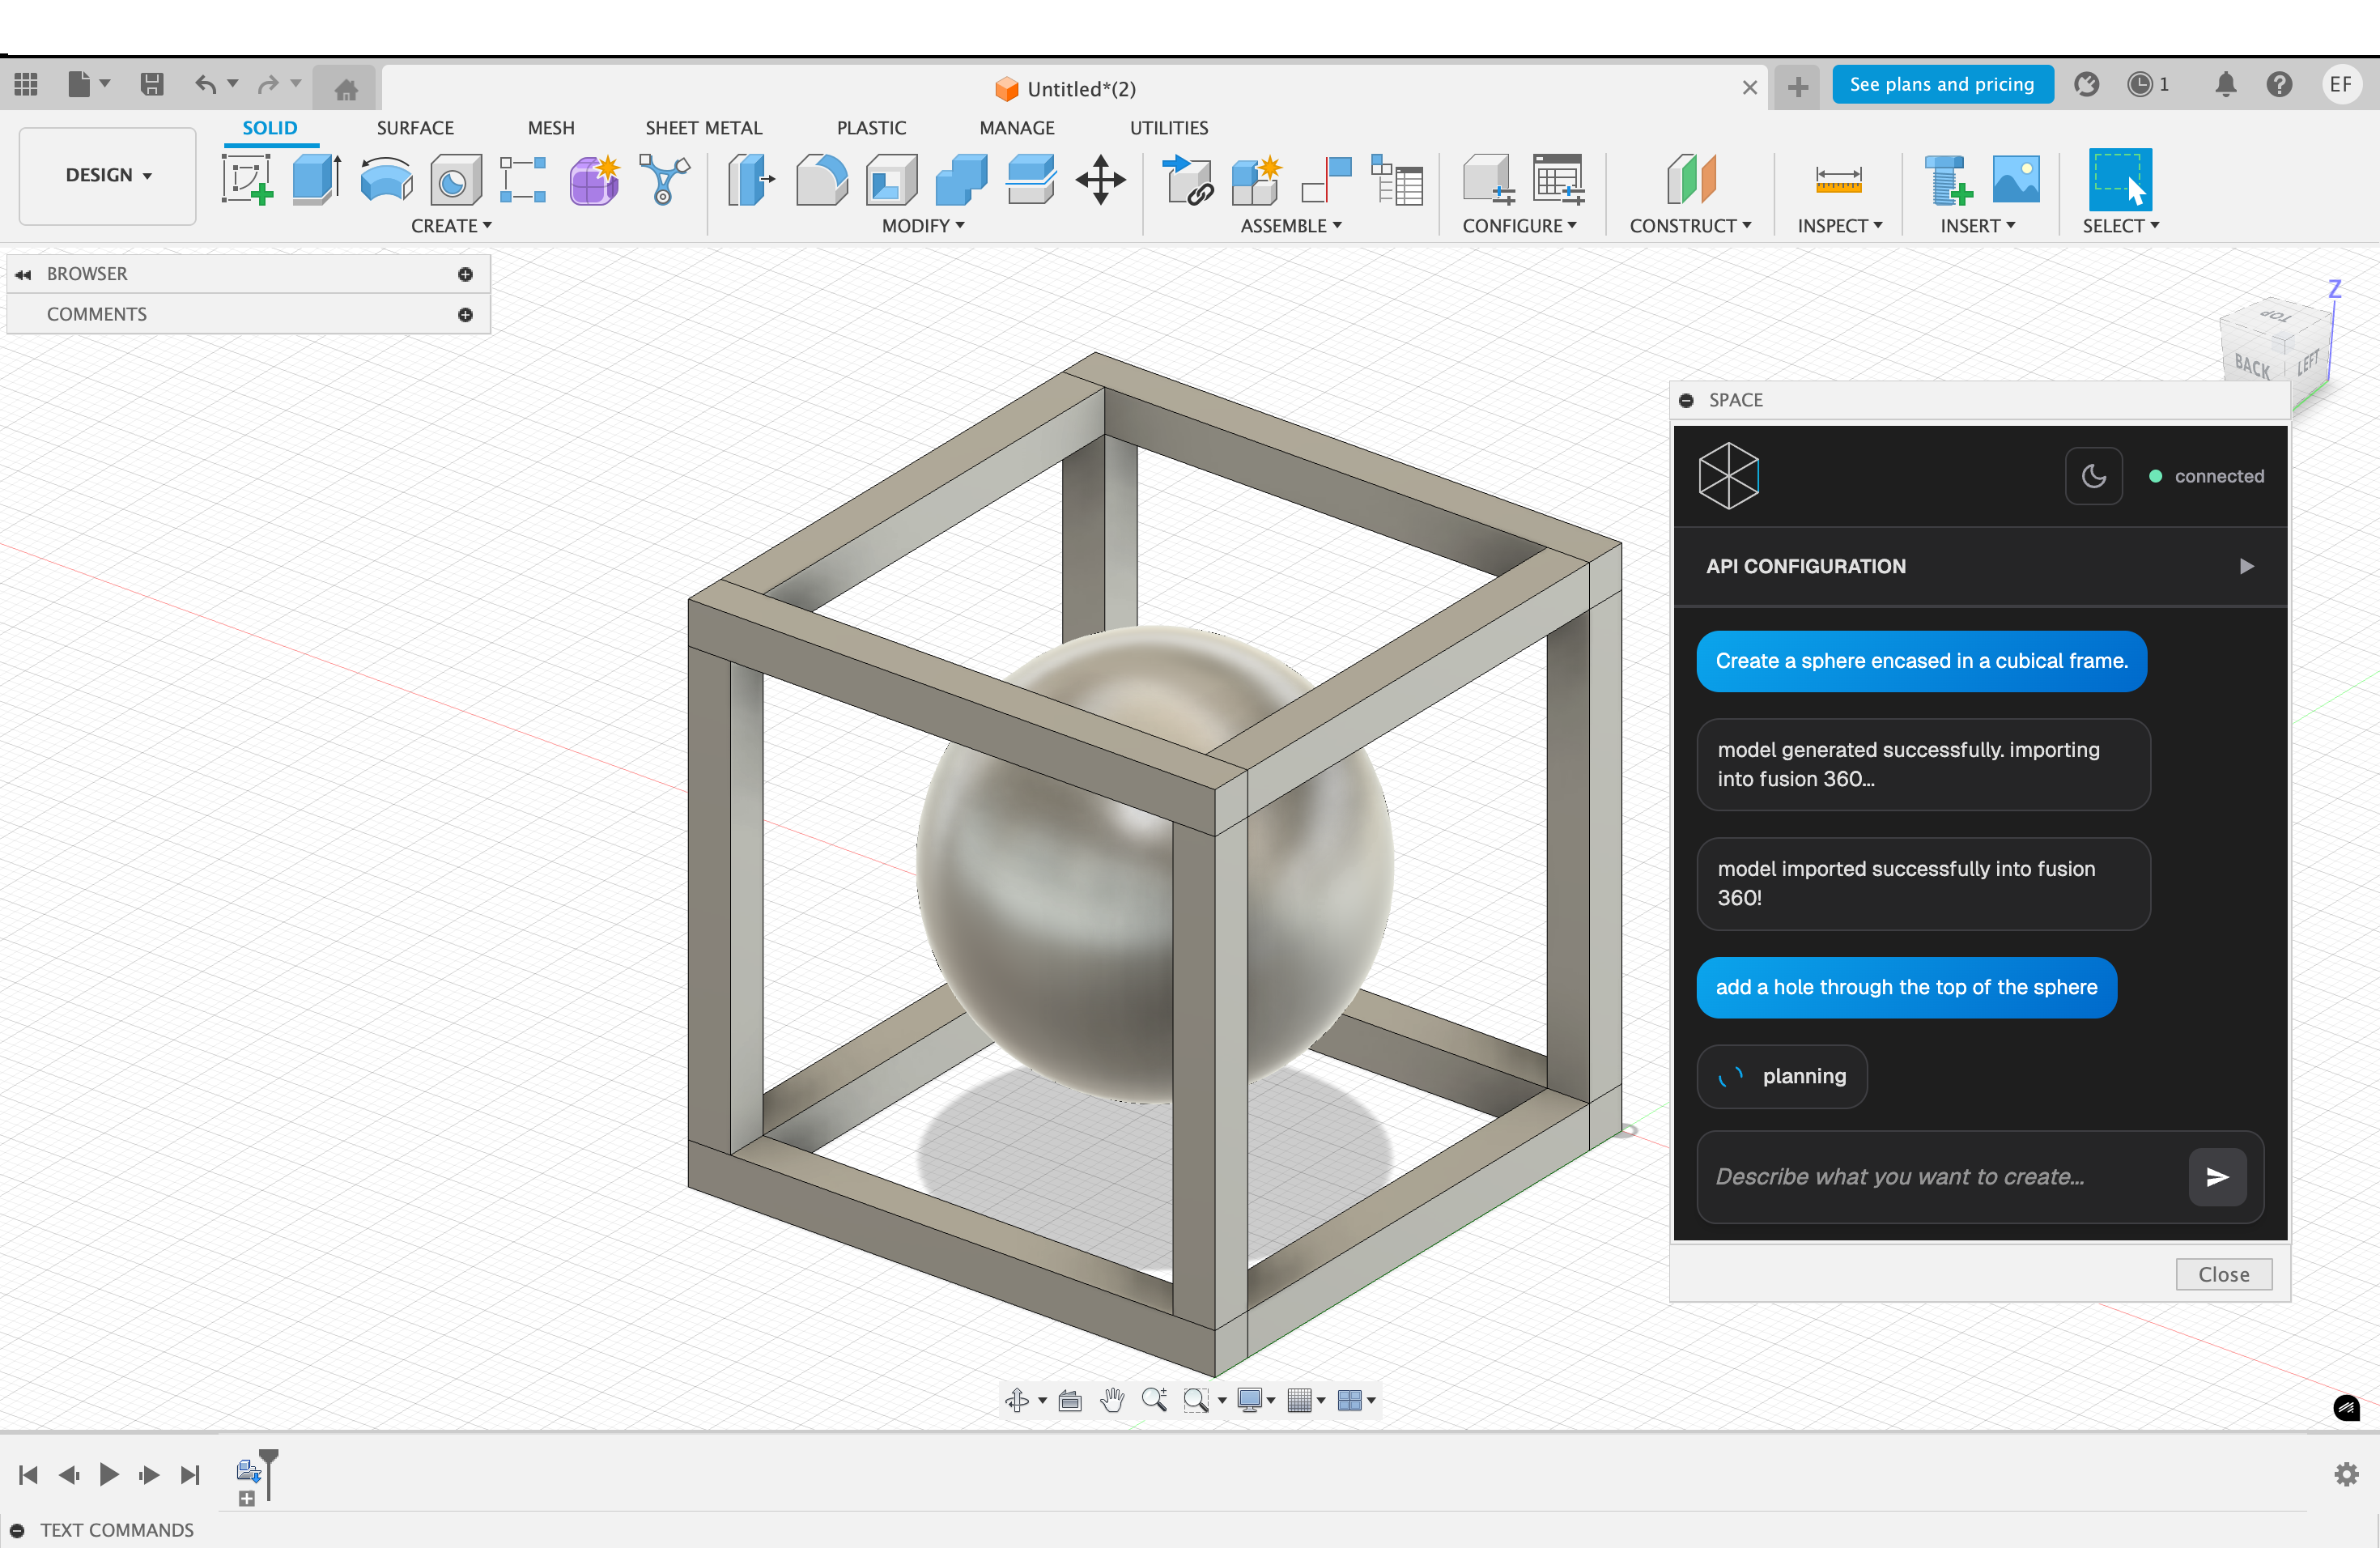 Untitled*(2)
See plans and pricing
1
EF
DESIGN
SOLID
SURFACE
MESH
SHEET METAL
PLASTIC
MANAGE
UTILITIES
CREATE
MODIFY
ASSEMBLE
CONFIGURE
CONSTRUCT
INSPECT
INSERT
SELECT
BROWSER
COMMENTS
Z
TOP
BACK
LEFT
SPACE
connected
API CONFIGURATION
Create a sphere encased in a cubical frame.
model generated successfully. importing
into fusion 360...
model imported successfully into fusion
360!
add a hole through the top of the sphere
planning
Describe what you want to create...
Close
TEXT COMMANDS